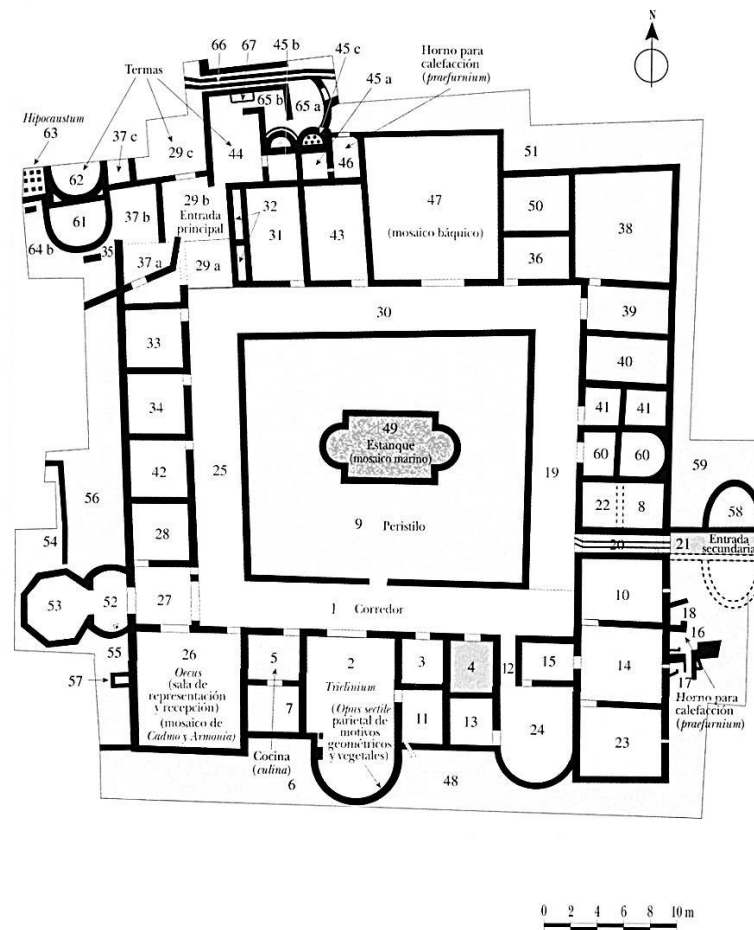 N
66
67
45 b
45 c
Horno para
calefacción
(praefurnium)
Termas
45 a
65 b
65 a
Hipocaustum
63
37 c
29 c
44
46
51
62
47
(mosaico báquico)
50
38
61
37 b
29 b
Entrada
principal
32
31
43
64 b
35
37 a
29 a
36
30
39
33
40
34
41
41
49
Estanque
(mosaico marino)
60
60
42
25
19
59
56
22
8
58
28
9 Peristilo
54
20
21
Entrada
secundaria
53
52
27
1 Corredor
10
18
55
26
Oecus
(sala de
representación
y recepción)
(mosaico de
Cadmo y Armonía)
5
2
Triclinium
(Opus sectile
parietal de
motivos
geométricos
y vegetales)
3
4
12
15
14
16
17
Horno para
calefacción
(praefurnium)
57
7
11
13
24
23
Cocina
(culina)
6
48
0 2 4 6 8 10 m